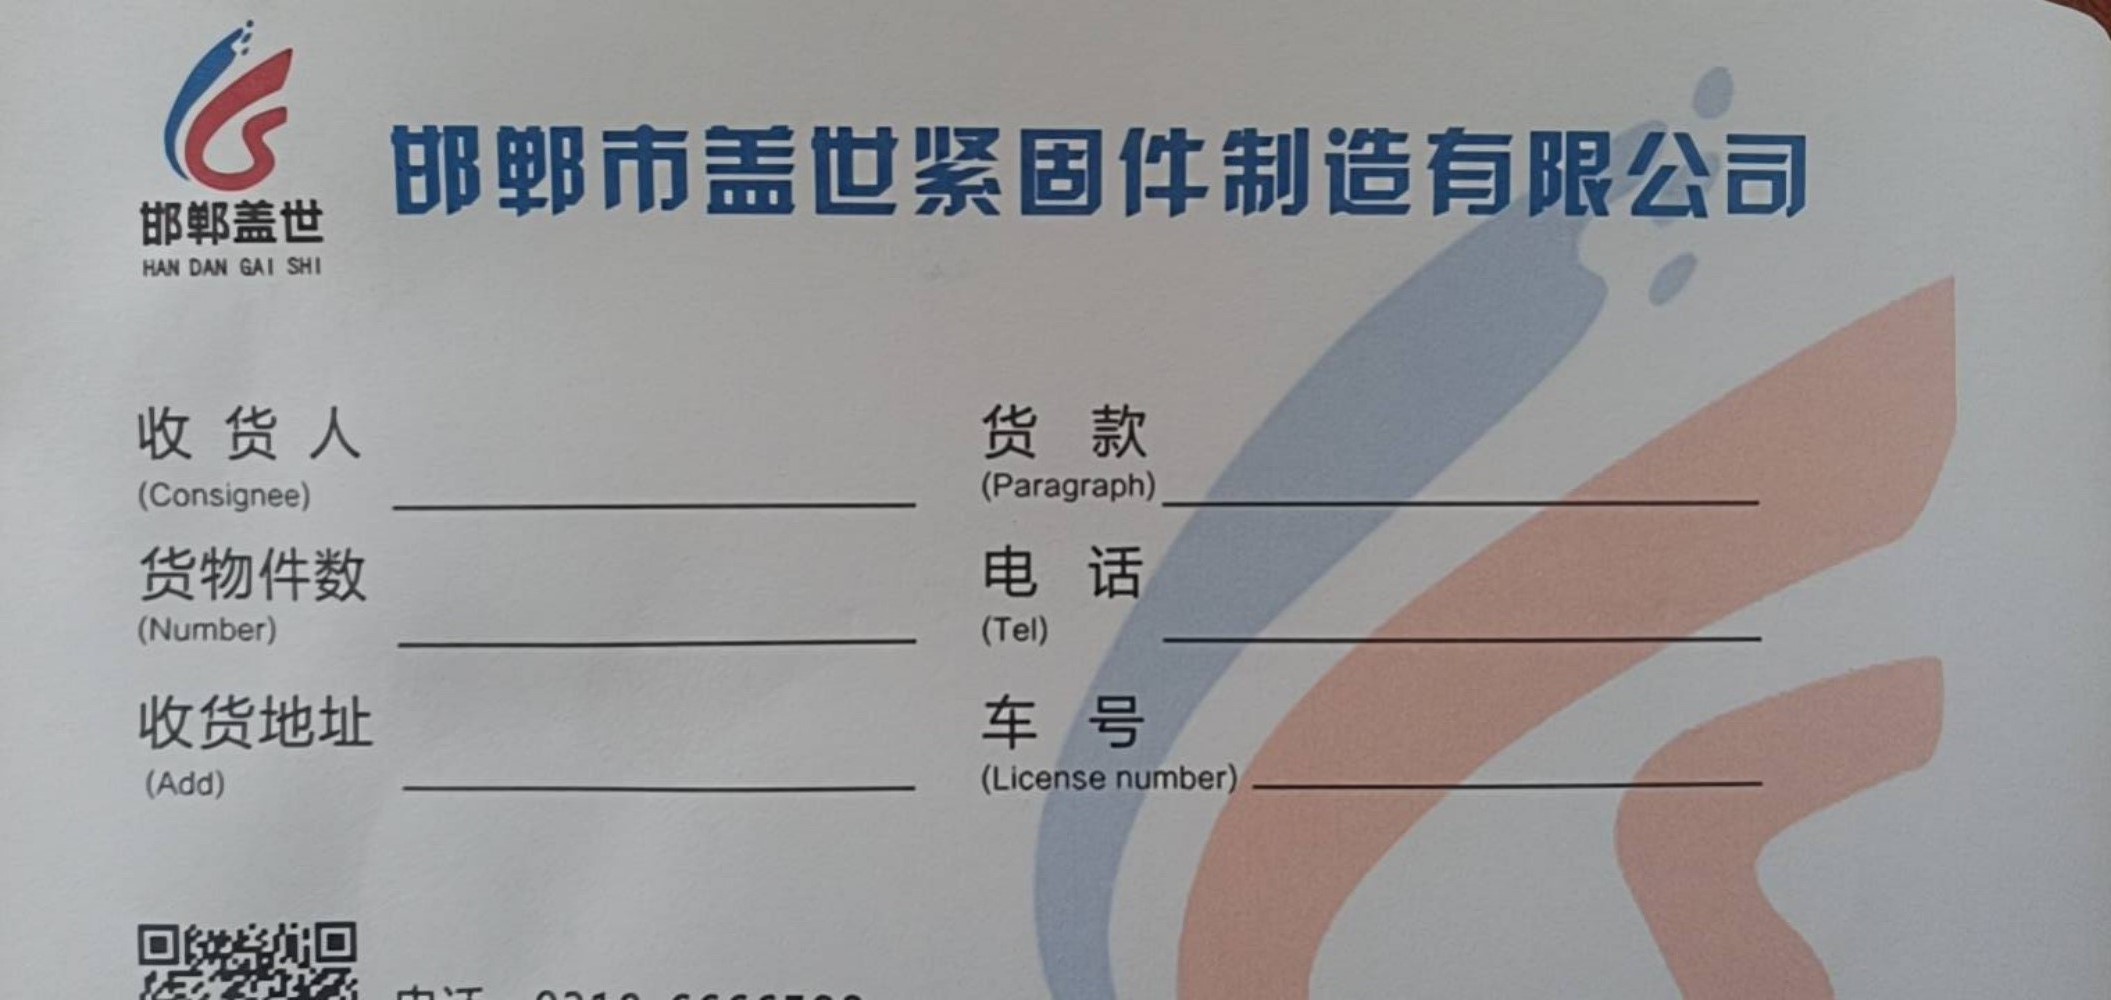 邯郸盖世
HAN DAN GAI SHI
邯郸市盖世紧固件制造有限公司
收货人
(Consignee)
货款
(Paragraph)
货物件数
(Number)
电话
(Tel)
收货地址
(Add)
车号
(License number)
电话